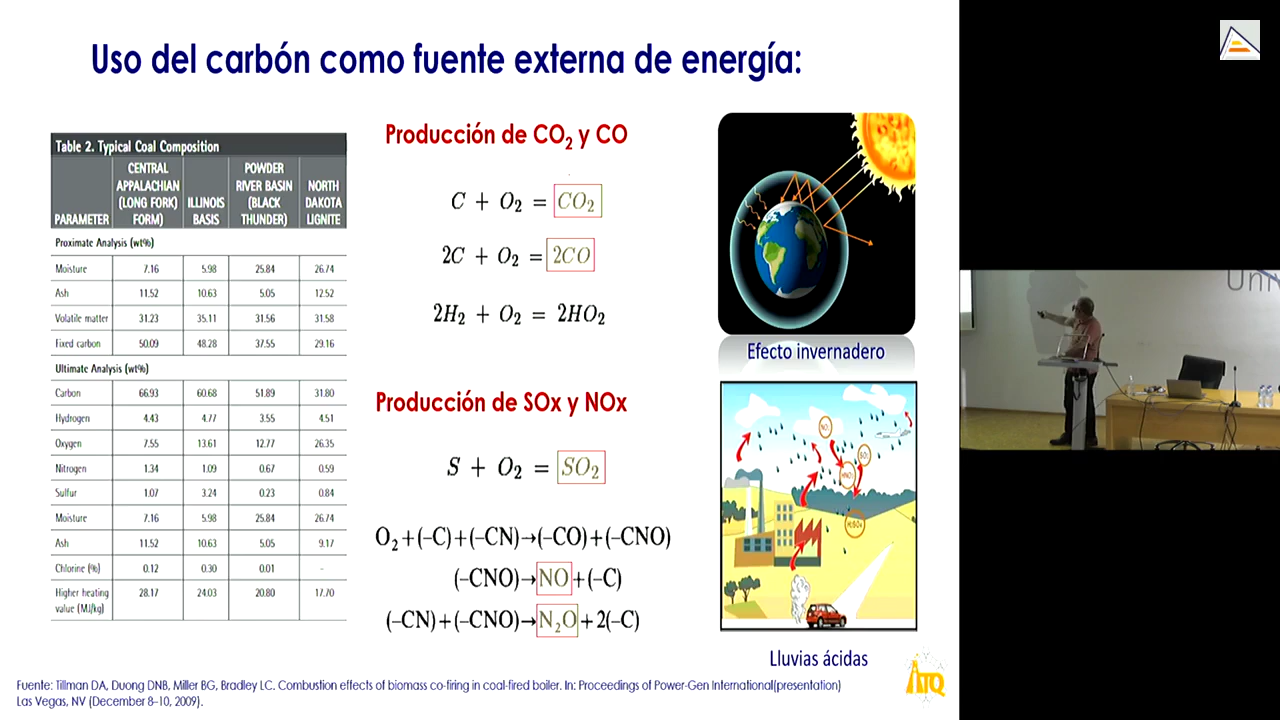 Uso del carbón como fuente externa de energía:
Table 2. Typical Coal Composition
PARAMETER CENTRAL APPALACHIAN (LONG FORK) FORM) ILLINOIS BASIS POWDER RIVER BASIN (BLACK THUNDER) NORTH DAKOTA LIGNITE
Proximate Analysis (wt%)
Moisture 7.16 5.98 25.84 26.74
Ash 11.52 10.63 5.05 12.52
Volatile matter 31.23 35.11 31.56 31.58
Fixed carbon 50.09 48.28 37.55 29.16
Ultimate Analysis (wt%)
Carbon 66.93 60.68 51.89 31.80
Hydrogen 4.43 4.77 3.55 4.51
Oxygen 7.55 13.61 12.77 26.35
Nitrogen 1.34 1.09 0.67 0.59
Sulfur 1.07 3.24 0.23 0.84
Moisture 7.16 5.98 25.84 26.74
Ash 11.52 10.63 5.05 9.17
Chlorine (%) 0.12 0.30 0.01 -
Higher heating value (MJ/kg) 28.17 24.03 20.80 17.70
Producción de CO₂ y CO
C + O₂ = CO₂
2C + O₂ = 2CO
2H₂ + O₂ = 2HO₂
Producción de SOx y NOx
S + O₂ = SO₂
O₂+(–C)+(–CN)→(–CO)+(–CNO)
(–CNO)→NO+(–C)
(–CN)+(–CNO)→N₂O+2(–C)
Efecto invernadero
Lluvias ácidas
Fuente: Tillman DA, Duong DNB, Miller BG, Bradley LC. Combustion effects of biomass co-firing in coal-fired boiler. In: Proceedings of Power-Gen International(presentation)
Las Vegas, NV (December 8–10, 2009).
ATQ
Uni